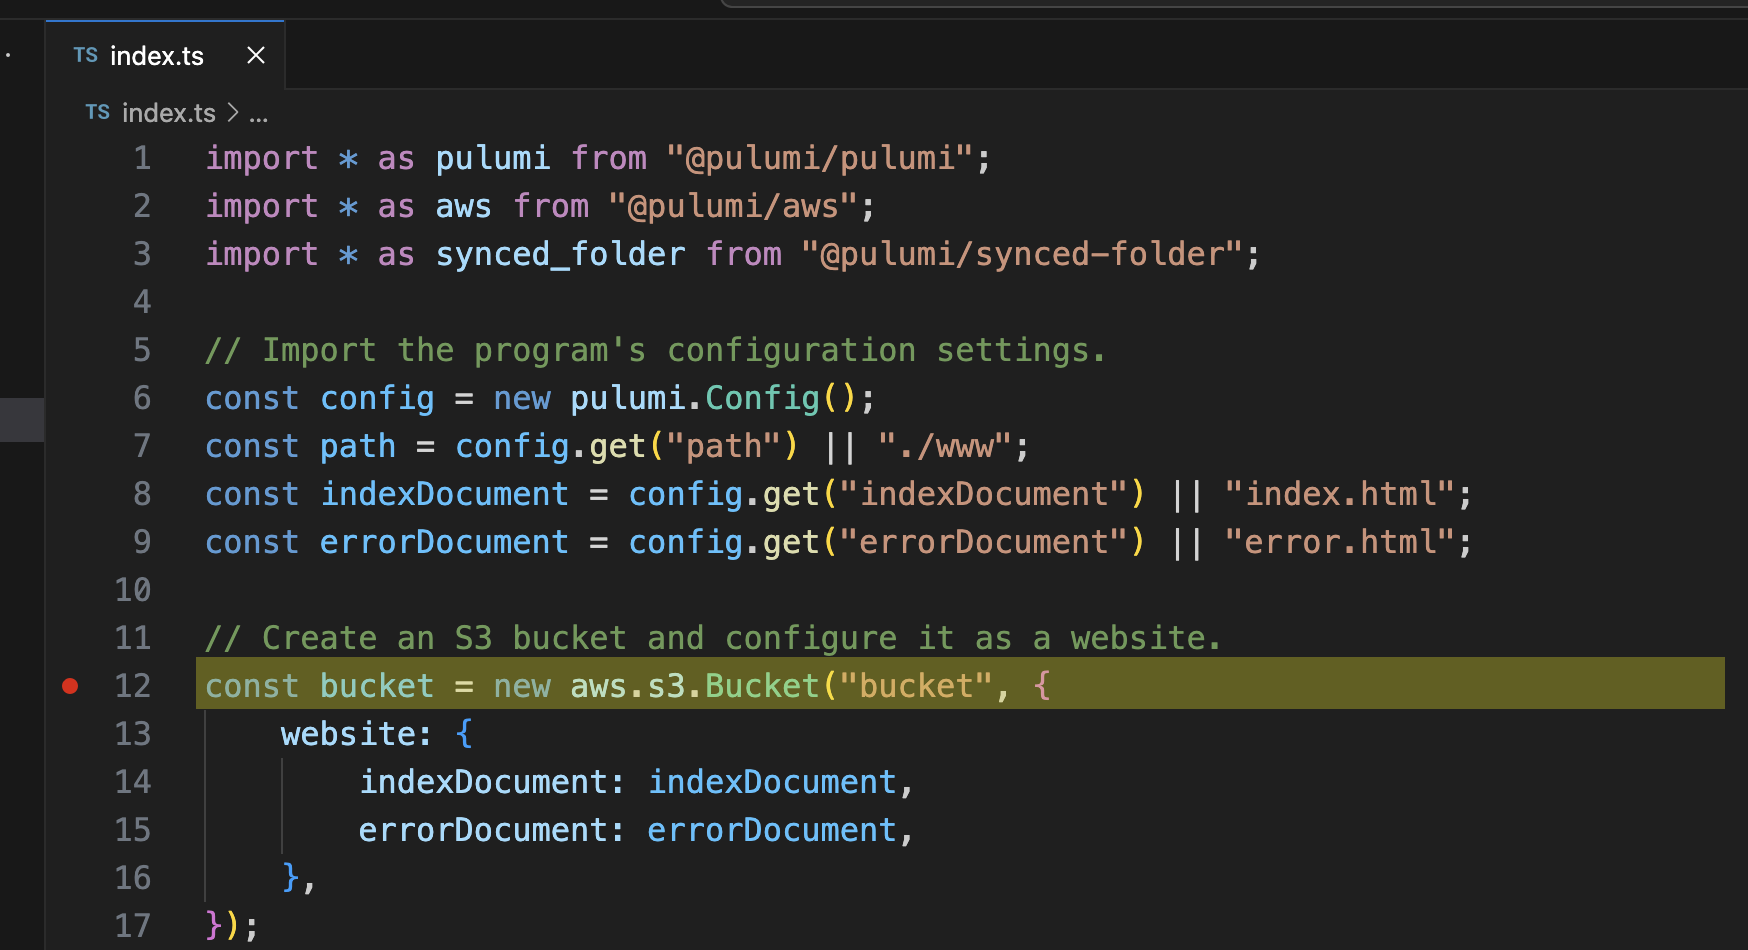 TS index.ts
TS index.ts > ...
1 import * as pulumi from "@pulumi/pulumi";
2 import * as aws from "@pulumi/aws";
3 import * as synced_folder from "@pulumi/synced-folder";
4
5 // Import the program's configuration settings.
6 const config = new pulumi.Config();
7 const path = config.get("path") || "./www";
8 const indexDocument = config.get("indexDocument") || "index.html";
9 const errorDocument = config.get("errorDocument") || "error.html";
10
11 // Create an S3 bucket and configure it as a website.
12 const bucket = new aws.s3.Bucket("bucket", {
13     website: {
14         indexDocument: indexDocument,
15         errorDocument: errorDocument,
16     },
17 });